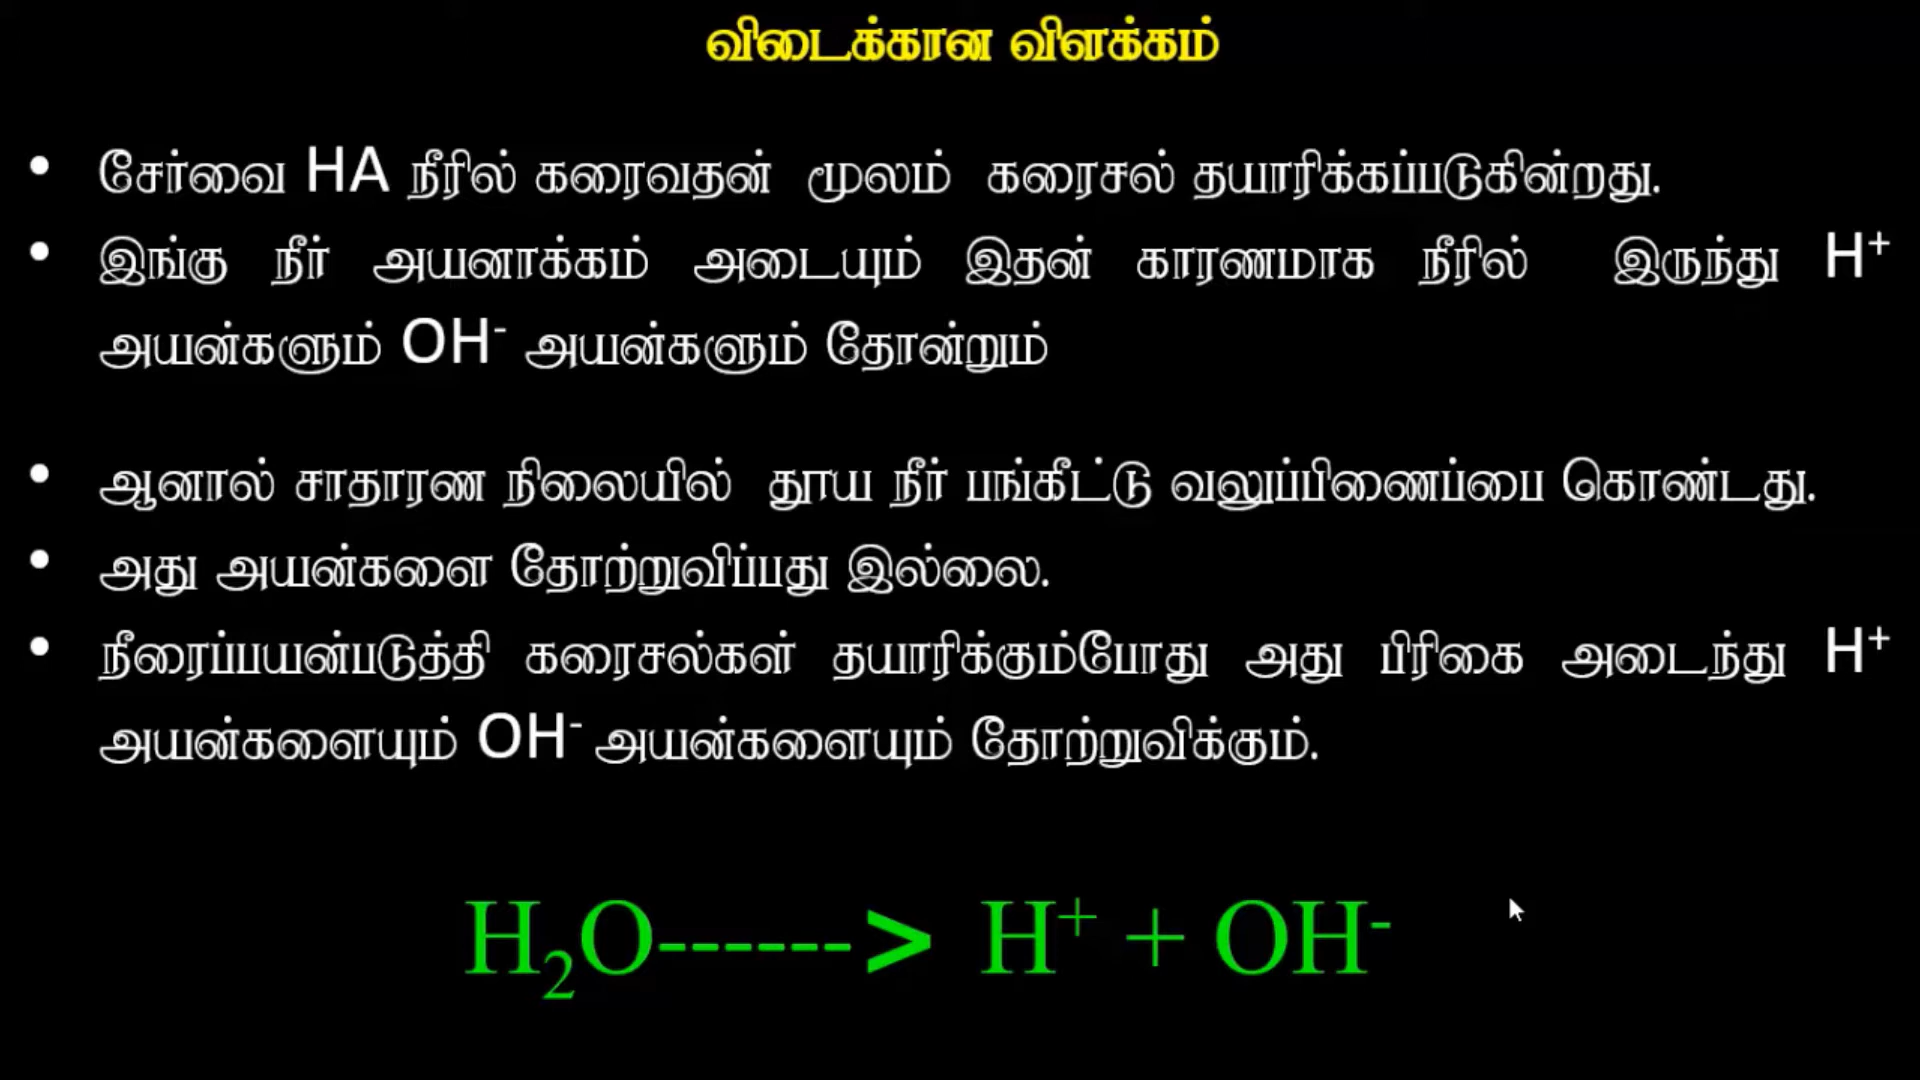 விடைக்கான விளக்கம்
• சேர்வை HA நீரில் கரைவதன் மூலம் கரைசல் தயாரிக்கப்படுகின்றது.
• இங்கு நீர் அயனாக்கம் அடையும் இதன் காரணமாக நீரில் இருந்து H⁺
அயன்களும் OH⁻ அயன்களும் தோன்றும்
• ஆனால் சாதாரண நிலையில் தூய நீர் பங்கீட்டு வலுப்பிணைப்பை கொண்டது.
• அது அயன்களை தோற்றுவிப்பது இல்லை.
• நீரைப்பயன்படுத்தி கரைசல்கள் தயாரிக்கும்போது அது பிரிகை அடைந்து H⁺
அயன்களையும் OH⁻ அயன்களையும் தோற்றுவிக்கும்.
H₂O------> H⁺ + OH⁻